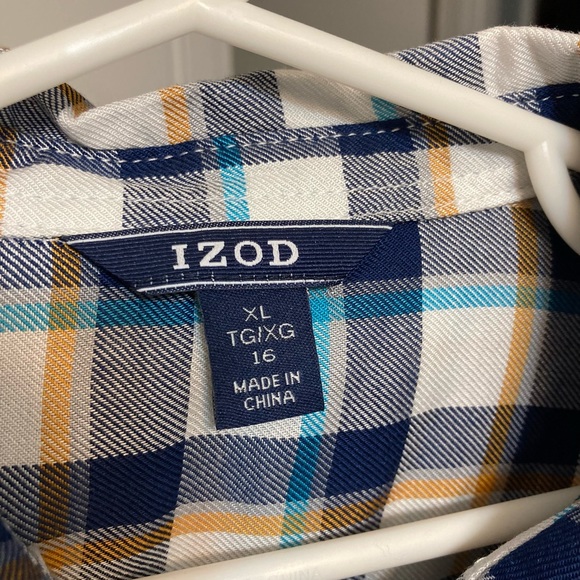 IZOD
XL
TG/XG
16
MADE IN
CHINA